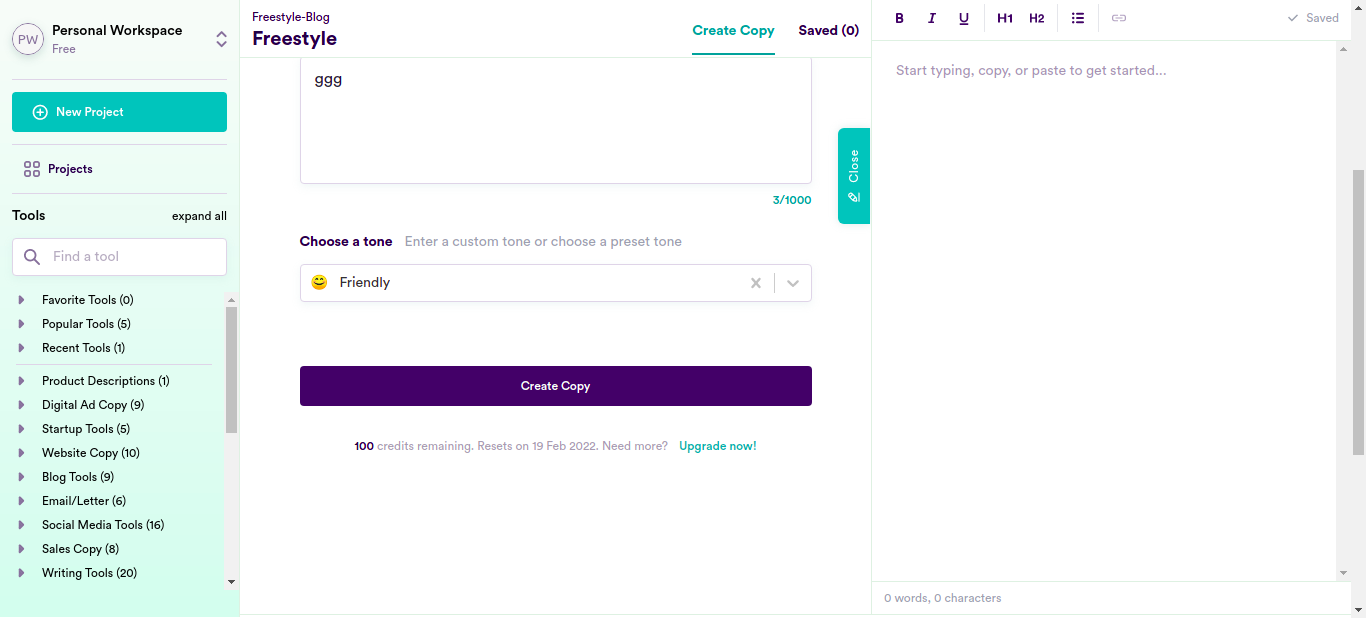 PW
Personal Workspace
Free
New Project
Projects
Tools
expand all
Find a tool
Favorite Tools (0)
Popular Tools (5)
Recent Tools (1)
Product Descriptions (1)
Digital Ad Copy (9)
Startup Tools (5)
Website Copy (10)
Blog Tools (9)
Email/Letter (6)
Social Media Tools (16)
Sales Copy (8)
Writing Tools (20)
Freestyle-Blog
Freestyle
Create Copy
Saved (0)
ggg
3/1000
Close
Choose a tone Enter a custom tone or choose a preset tone
😊 Friendly
Create Copy
100 credits remaining. Resets on 19 Feb 2022. Need more? Upgrade now!
B I U H1 H2
Saved
Start typing, copy, or paste to get started...
0 words, 0 characters